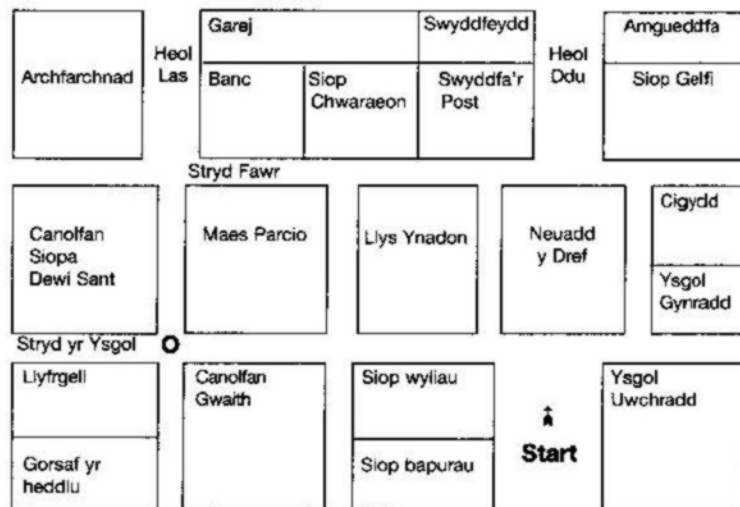 Archfarchnad
Heol
Las
Garej
Swyddfeydd
Banc
Siop
Chwaraeon
Swyddfa'r
Post
Heol
Ddu
Amgueddfa
Siop Gelfi
Stryd Fawr
Canolfan
Siopa
Dewi Sant
Maes Parcio
Llys Ynadon
Neuadd
y Dref
Cigydd
Ysgol
Gynradd
Stryd yr Ysgol
Llyfrgell
Gorsaf yr
heddlu
Canolfan
Gwaith
Siop wyliau
Siop bapurau
Start
Ysgol
Uwchradd